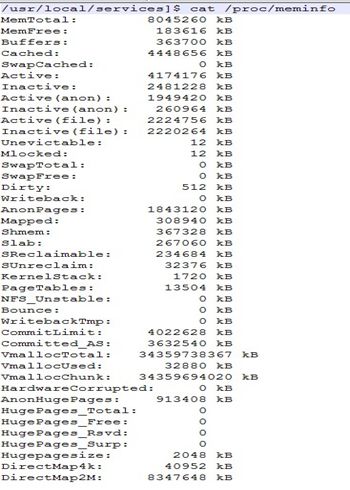 /usr/local/services]$ cat /proc/meminfo
MemTotal: 8045260 kB
MemFree: 183616 kB
Buffers: 363700 kB
Cached: 4448656 kB
SwapCached: 0 kB
Active: 4174176 kB
Inactive: 2481228 kB
Active(anon): 1949420 kB
Inactive(anon): 260964 kB
Active(file): 2224756 kB
Inactive(file): 2220264 kB
Unevictable: 12 kB
Mlocked: 12 kB
SwapTotal: 0 kB
SwapFree: 0 kB
Dirty: 512 kB
Writeback: 0 kB
AnonPages: 1843120 kB
Mapped: 308940 kB
Shmem: 367328 kB
Slab: 267060 kB
SReclaimable: 234684 kB
SUnreclaim: 32376 kB
KernelStack: 1720 kB
PageTables: 13504 kB
NFS_Unstable: 0 kB
Bounce: 0 kB
WritebackTmp: 0 kB
CommitLimit: 4022628 kB
Committed_AS: 3632540 kB
VmallocTotal: 34359738367 kB
VmallocUsed: 32880 kB
VmallocChunk: 34359694020 kB
HardwareCorrupted: 0 kB
AnonHugePages: 913408 kB
HugePages_Total: 0
HugePages_Free: 0
HugePages_Rsvd: 0
HugePages_Surp: 0
Hugepagesize: 2048 kB
DirectMap4k: 40952 kB
DirectMap2M: 8347648 kB